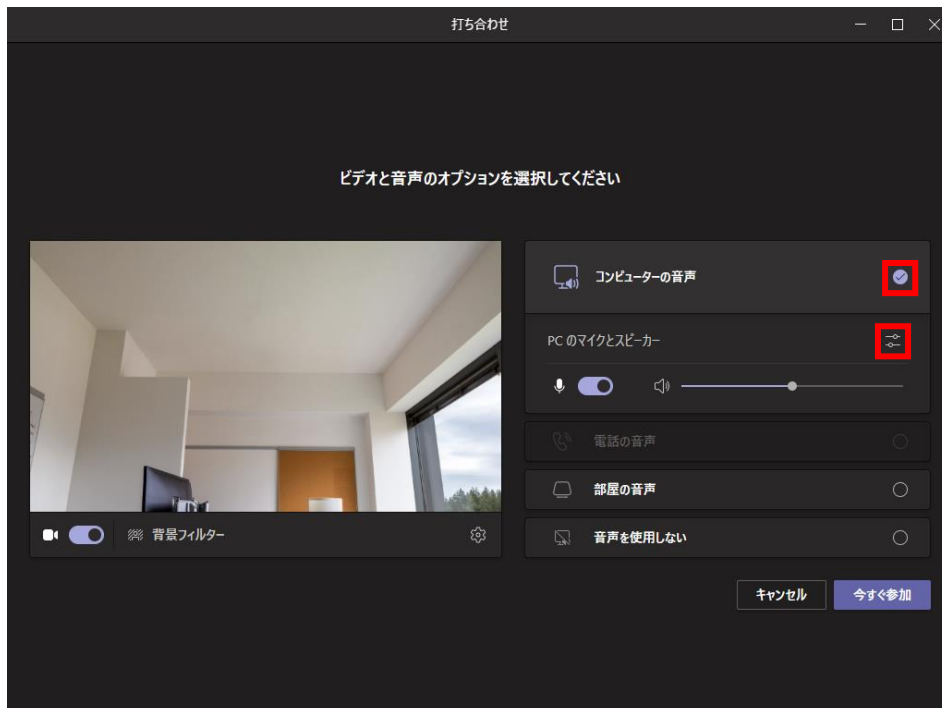 打ち合わせ
ビデオと音声のオプションを選択してください
コンピューターの音声
PC のマイクとスピーカー
電話の音声
部屋の音声
背景フィルター
音声を使用しない
キャンセル
今すぐ参加